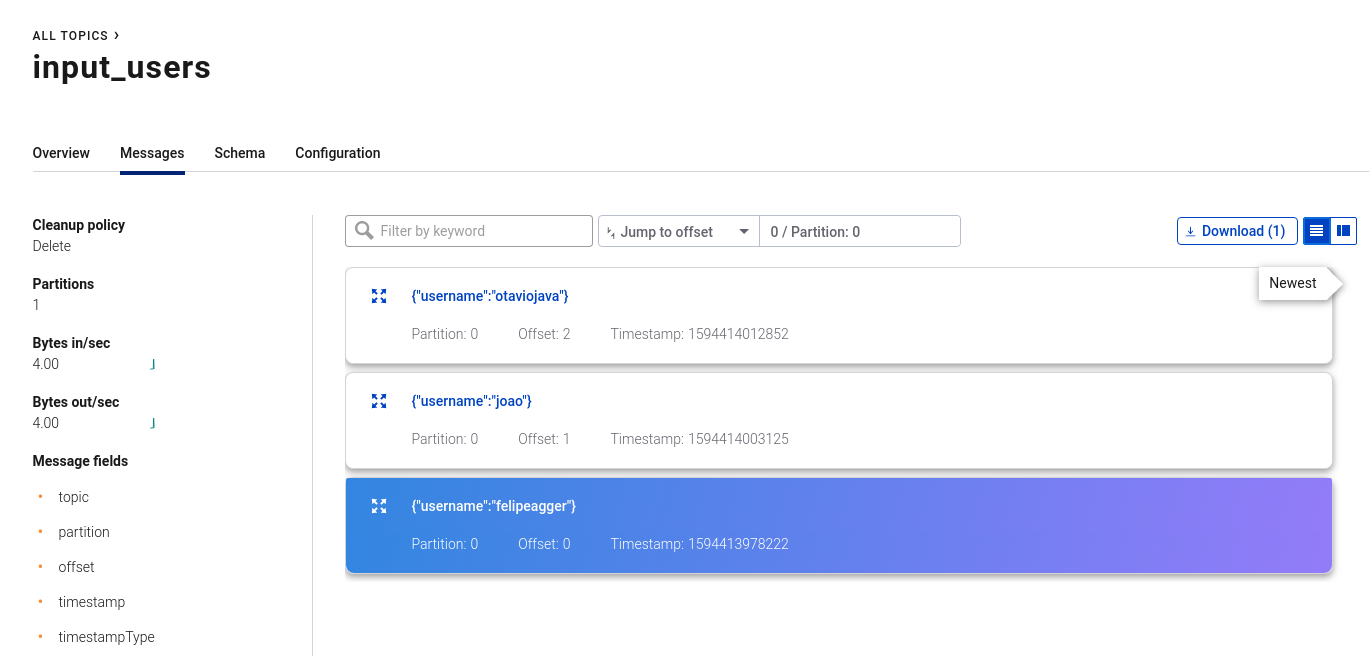 ALL TOPICS ›
input_users
Overview Messages Schema Configuration
Cleanup policy
Delete
Partitions
1
Bytes in/sec
4.00
Bytes out/sec
4.00
Message fields
• topic
• partition
• offset
• timestamp
• timestampType
Filter by keyword Jump to offset 0 / Partition: 0 Download (1)
Newest
{"username":"otaviojava"}
Partition: 0 Offset: 2 Timestamp: 1594414012852
{"username":"joao"}
Partition: 0 Offset: 1 Timestamp: 1594414003125
{"username":"felipeagger"}
Partition: 0 Offset: 0 Timestamp: 1594413978222